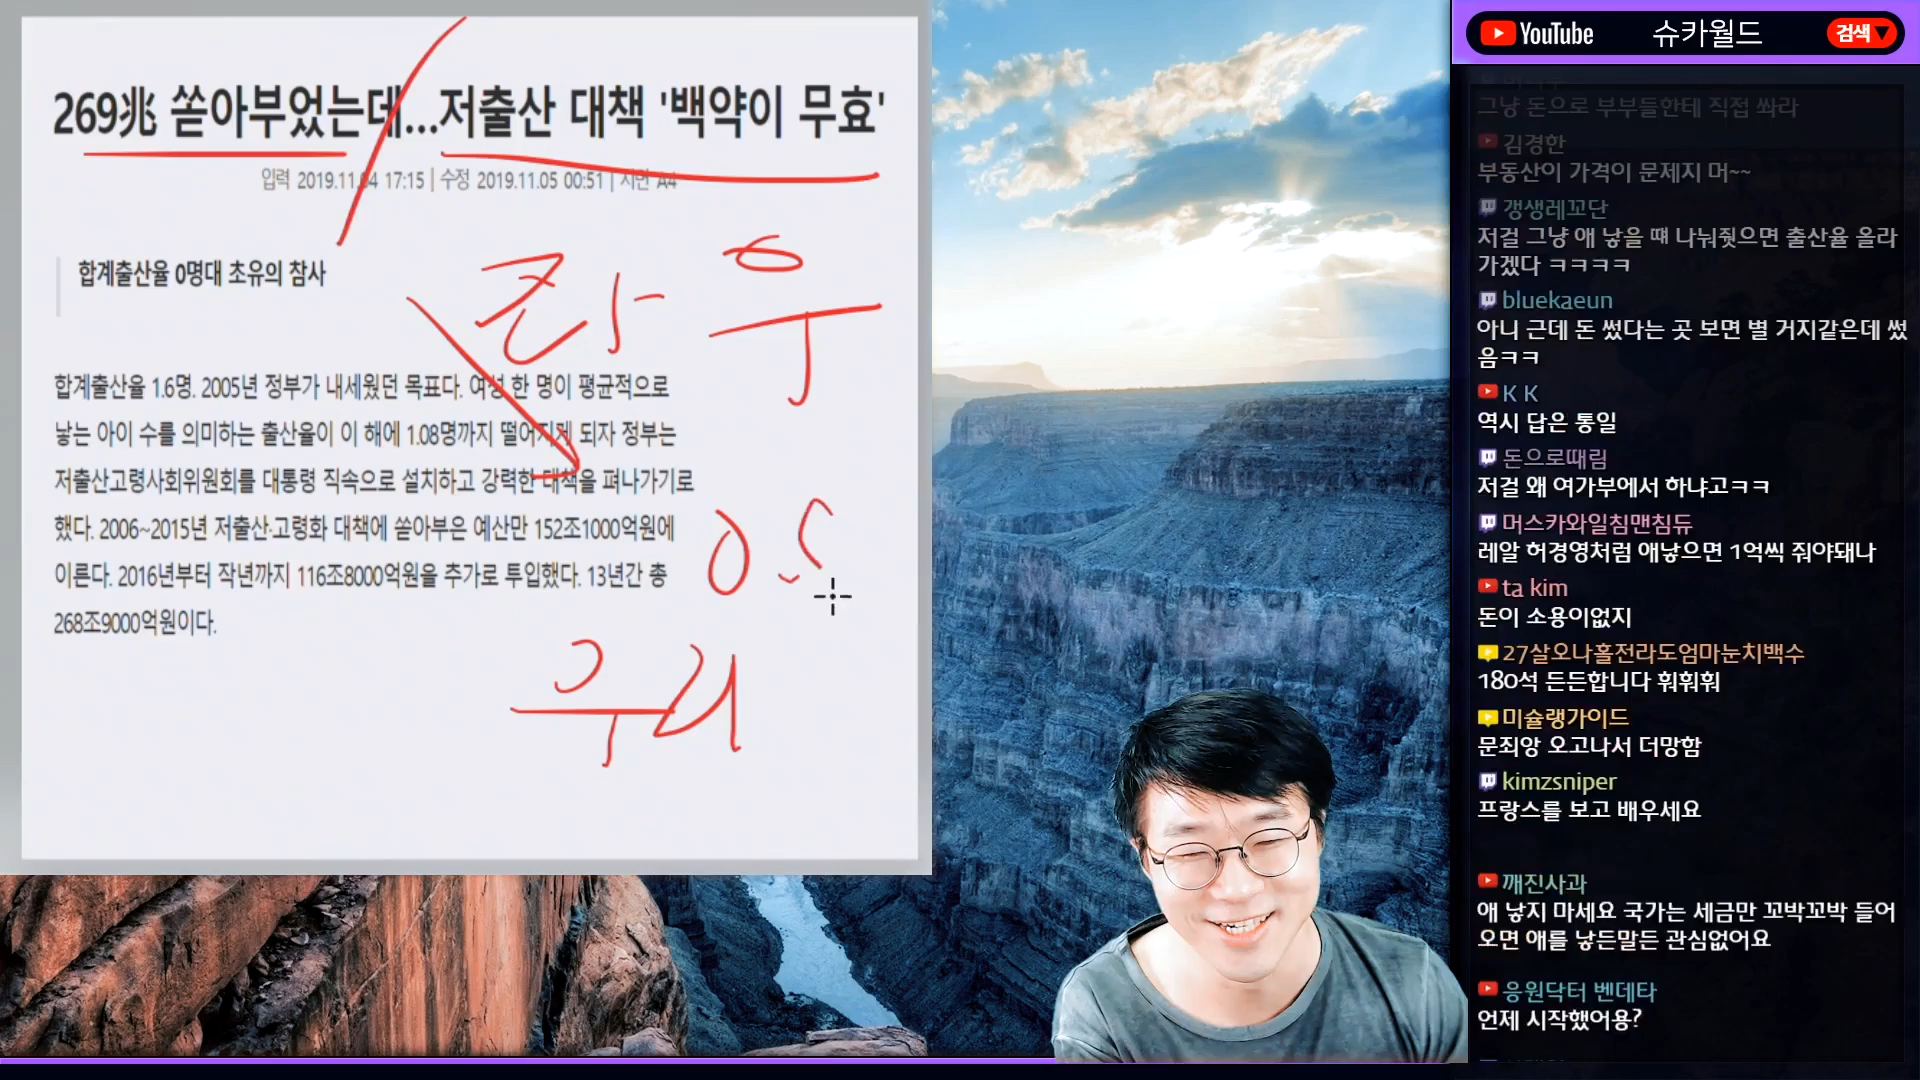 269兆 쏟아부었는데...저출산 대책 '백약이 무효'
입력 2019.11.04 17:15 | 수정 2019.11.05 00:51 | 지면 A4
합계출산율 0명대 초유의 참사
합계출산율 1.6명. 2005년 정부가 내세웠던 목표다. 여성 한 명이 평균적으로
낳는 아이 수를 의미하는 출산율이 이 해에 1.08명까지 떨어지게 되자 정부는
저출산고령사회위원회를 대통령 직속으로 설치하고 강력한 대책을 펴나가기로
했다. 2006~2015년 저출산·고령화 대책에 쏟아부은 예산만 152조1000억원에
이른다. 2016년부터 작년까지 116조8000억원을 추가로 투입했다. 13년간 총
268조9000억원이다.
우리
YouTube 슈카월드 검색▼
그냥 돈으로 부부들한테 직접 쏴라
김경한
부동산이 가격이 문제지 머~~
갱생레꼬단
저걸 그냥 애 낳을 떄 나눠줫으면 출산율 올라
가겠다 ㅋㅋㅋㅋ
bluekaeun
아니 근데 돈 썼다는 곳 보면 별 거지같은데 썼
음ㅋㅋ
K K
역시 답은 통일
돈으로때림
저걸 왜 여가부에서 하냐고ㅋㅋ
머스카와일침맨침듀
레알 허경영처럼 애낳으면 1억씩 줘야돼나
ta kim
돈이 소용이없지
27살오나홀전라도엄마눈치백수
180석 든든합니다 훠훠훠
미슐랭가이드
문죄앙 오고나서 더망함
kimzsniper
프랑스를 보고 배우세요
깨진사과
애 낳지 마세요 국가는 세금만 꼬박꼬박 들어
오면 애를 낳든말든 관심없어요
응원닥터 벤데타
언제 시작했어용?